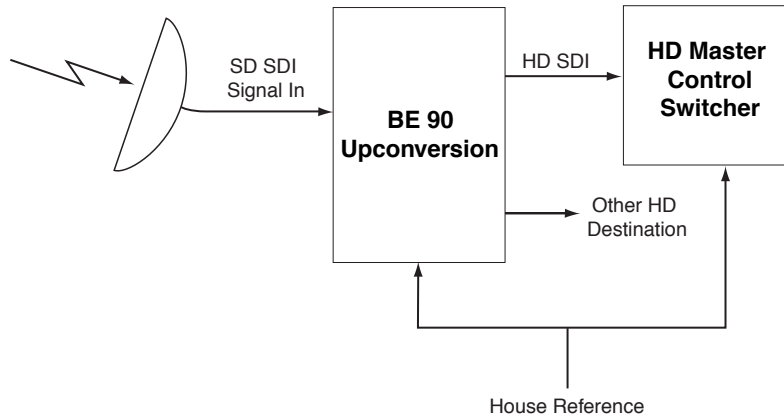 SD SDI
Signal In
BE 90
Upconversion
HD SDI
HD Master
Control
Switcher
Other HD
Destination
House Reference